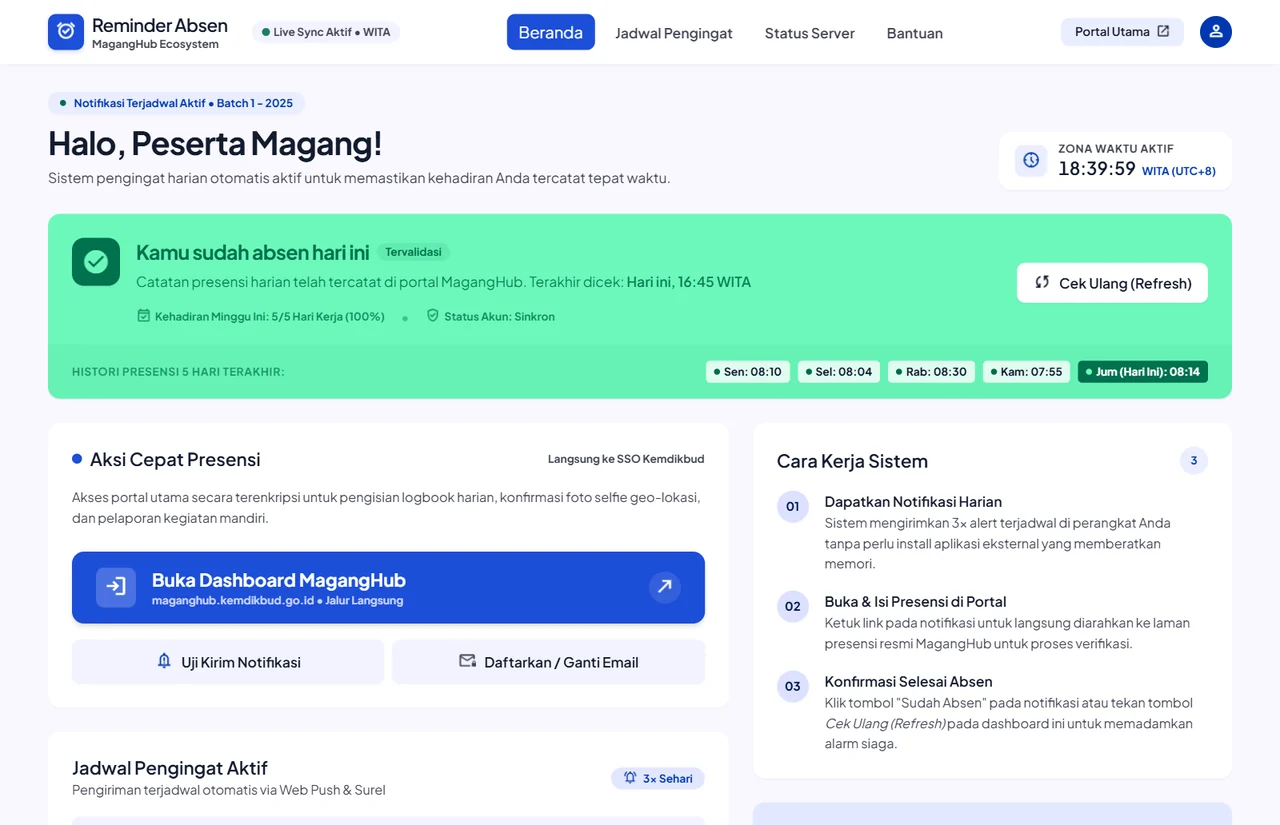 Reminder Absen
MagangHub Ecosystem
Live Sync Aktif • WITA
Beranda
Jadwal Pengingat
Status Server
Bantuan
Portal Utama
Notifikasi Terjadwal Aktif • Batch 1 - 2025
Halo, Peserta Magang!
Sistem pengingat harian otomatis aktif untuk memastikan kehadiran Anda tercatat tepat waktu.
ZONA WAKTU AKTIF
18:39:59 WITA (UTC+8)
Kamu sudah absen hari ini
Tervalidasi
Catatan presensi harian telah tercatat di portal MagangHub. Terakhir dicek: Hari ini, 16:45 WITA
Kehadiran Minggu Ini: 5/5 Hari Kerja (100%)
Status Akun: Sinkron
Cek Ulang (Refresh)
HISTORI PRESENSI 5 HARI TERAKHIR:
Sen: 08:10
Sel: 08:04
Rab: 08:30
Kam: 07:55
Jum (Hari Ini): 08:14
Aksi Cepat Presensi
Langsung ke SSO Kemdikbud
Akses portal utama secara terenkripsi untuk pengisian logbook harian, konfirmasi foto selfie geo-lokasi,
dan pelaporan kegiatan mandiri.
Buka Dashboard MagangHub
maganghub.kemdikbud.go.id • Jalur Langsung
Uji Kirim Notifikasi
Daftarkan / Ganti Email
Cara Kerja Sistem
3
01
Dapatkan Notifikasi Harian
Sistem mengirimkan 3× alert terjadwal di perangkat Anda
tanpa perlu install aplikasi eksternal yang memberatkan
memori.
02
Buka & Isi Presensi di Portal
Ketuk link pada notifikasi untuk langsung diarahkan ke laman
presensi resmi MagangHub untuk proses verifikasi.
03
Konfirmasi Selesai Absen
Klik tombol "Sudah Absen" pada notifikasi atau tekan tombol
Cek Ulang (Refresh) pada dashboard ini untuk memadamkan
alarm siaga.
Jadwal Pengingat Aktif
Pengiriman terjadwal otomatis via Web Push & Surel
3× Sehari